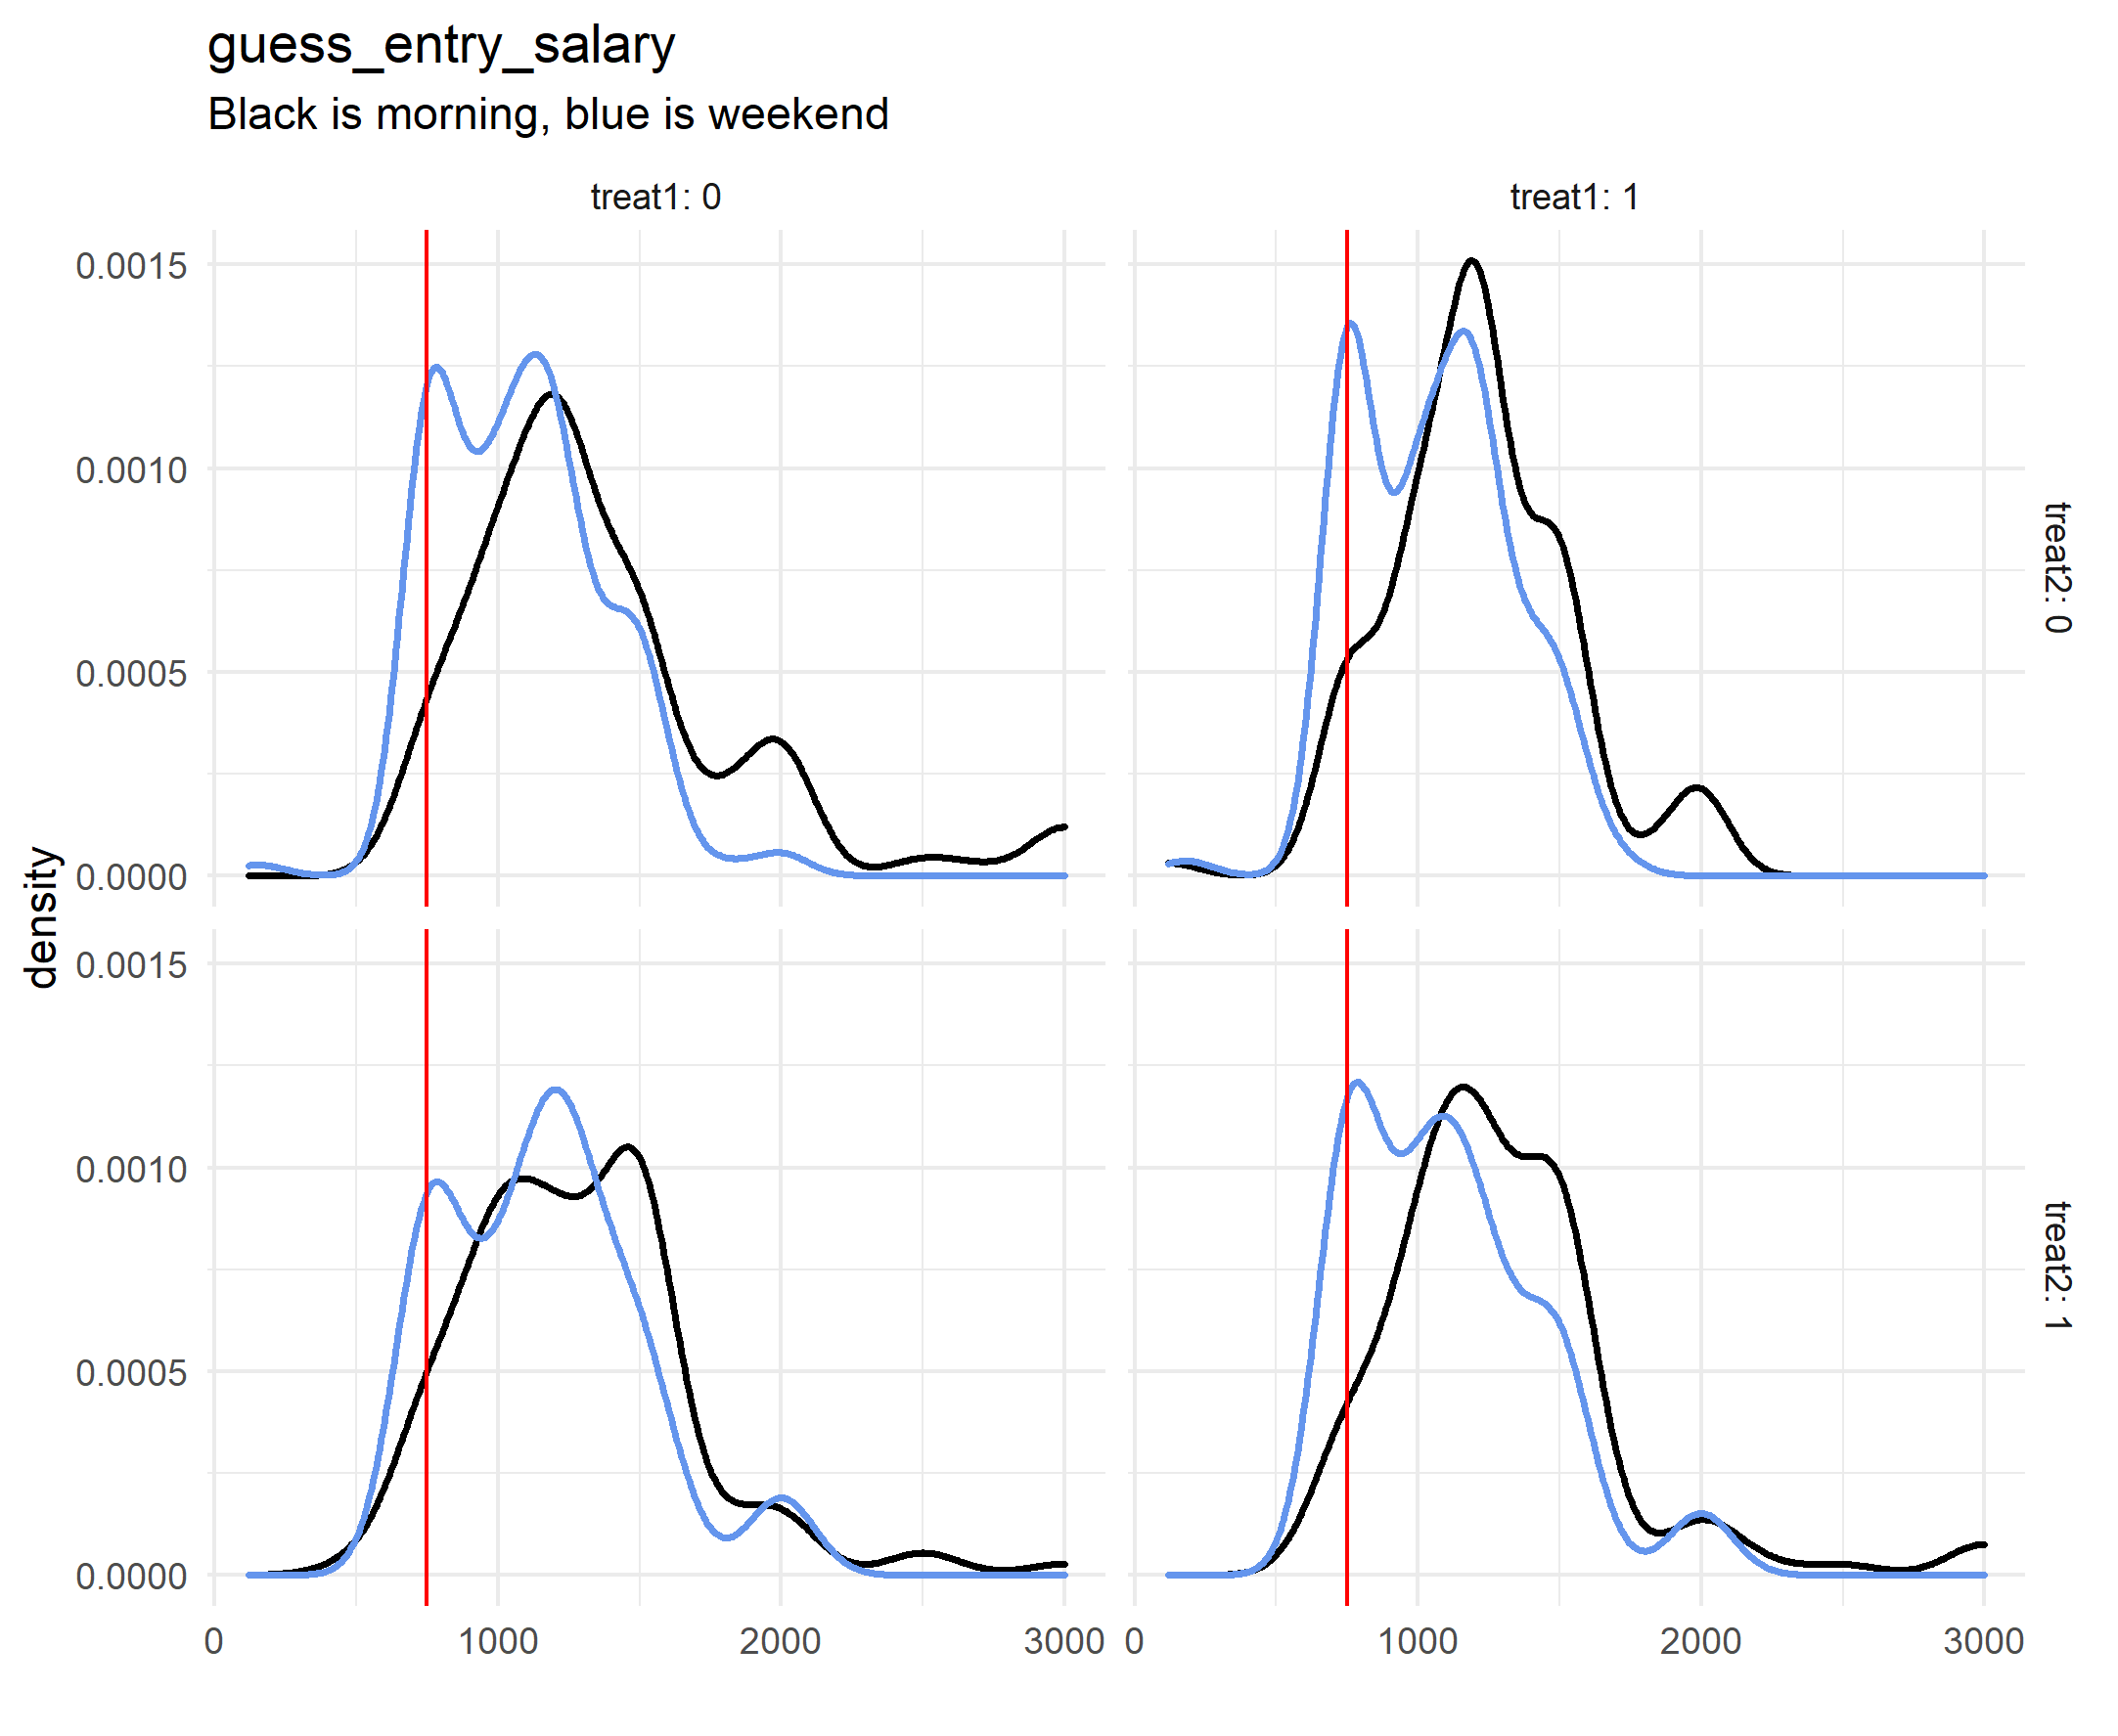 guess_entry_salary
Black is morning, blue is weekend
treat1: 0
treat1: 1
0.0015
0.0010
0.0005
0.0000
treat2: 0
density
0.0015
0.0010
0.0005
0.0000
treat2: 1
0
1000
2000
3000
0
1000
2000
3000